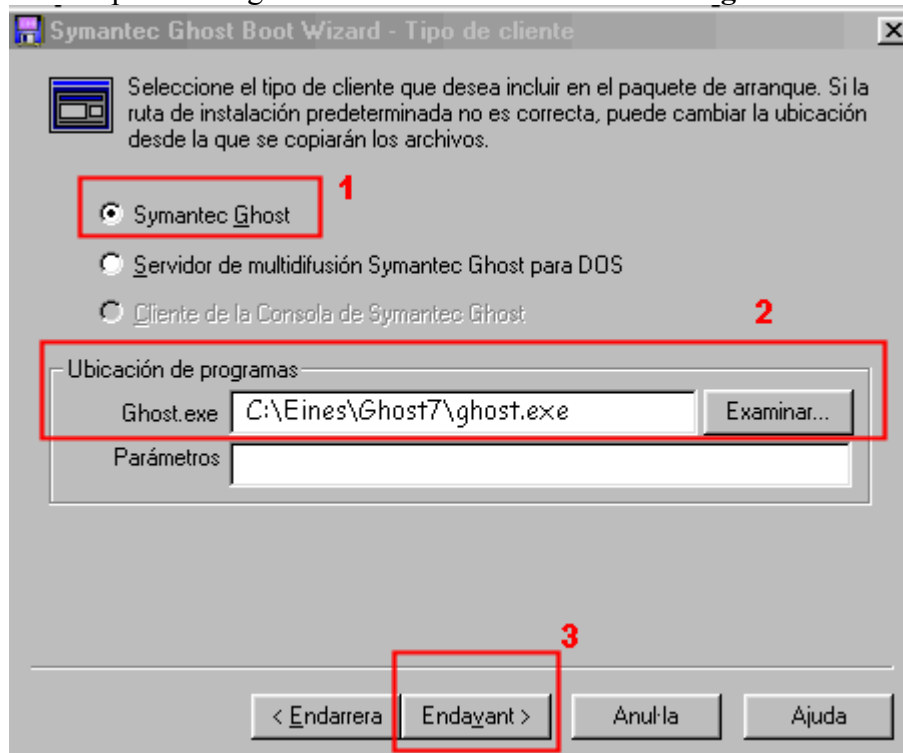 Symantec Ghost Boot Wizard - Tipo de cliente
Seleccione el tipo de cliente que desea incluir en el paquete de arranque. Si la
ruta de instalación predeterminada no es correcta, puede cambiar la ubicación
desde la que se copiarán los archivos.
1
Symantec Ghost
Servidor de multidifusión Symantec Ghost para DOS
Cliente de la Consola de Symantec Ghost
2
Ubicación de programas
Ghost.exe C:\Eines\Ghost7\ghost.exe Examinar...
Parámetros
3
< Endarrera Endavant > Anul·la Ajuda